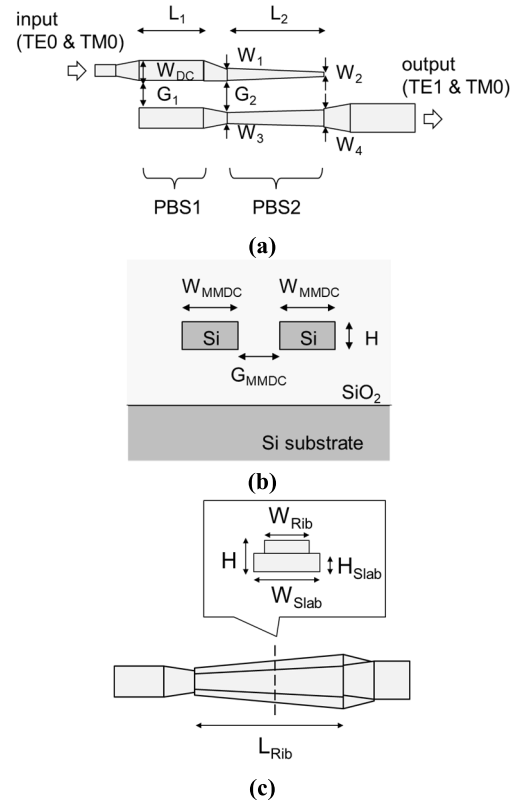 L1 L2
input
(TE0 & TM0)
output
(TE1 & TM0)
WDC
W1
W2
G1
G2
W3
W4
PBS1
PBS2
(a)
WMMDC WMMDC
Si Si H
GMMDC
SiO2
Si substrate
(b)
WRib
H HSlab
WSlab
LRib
(c)